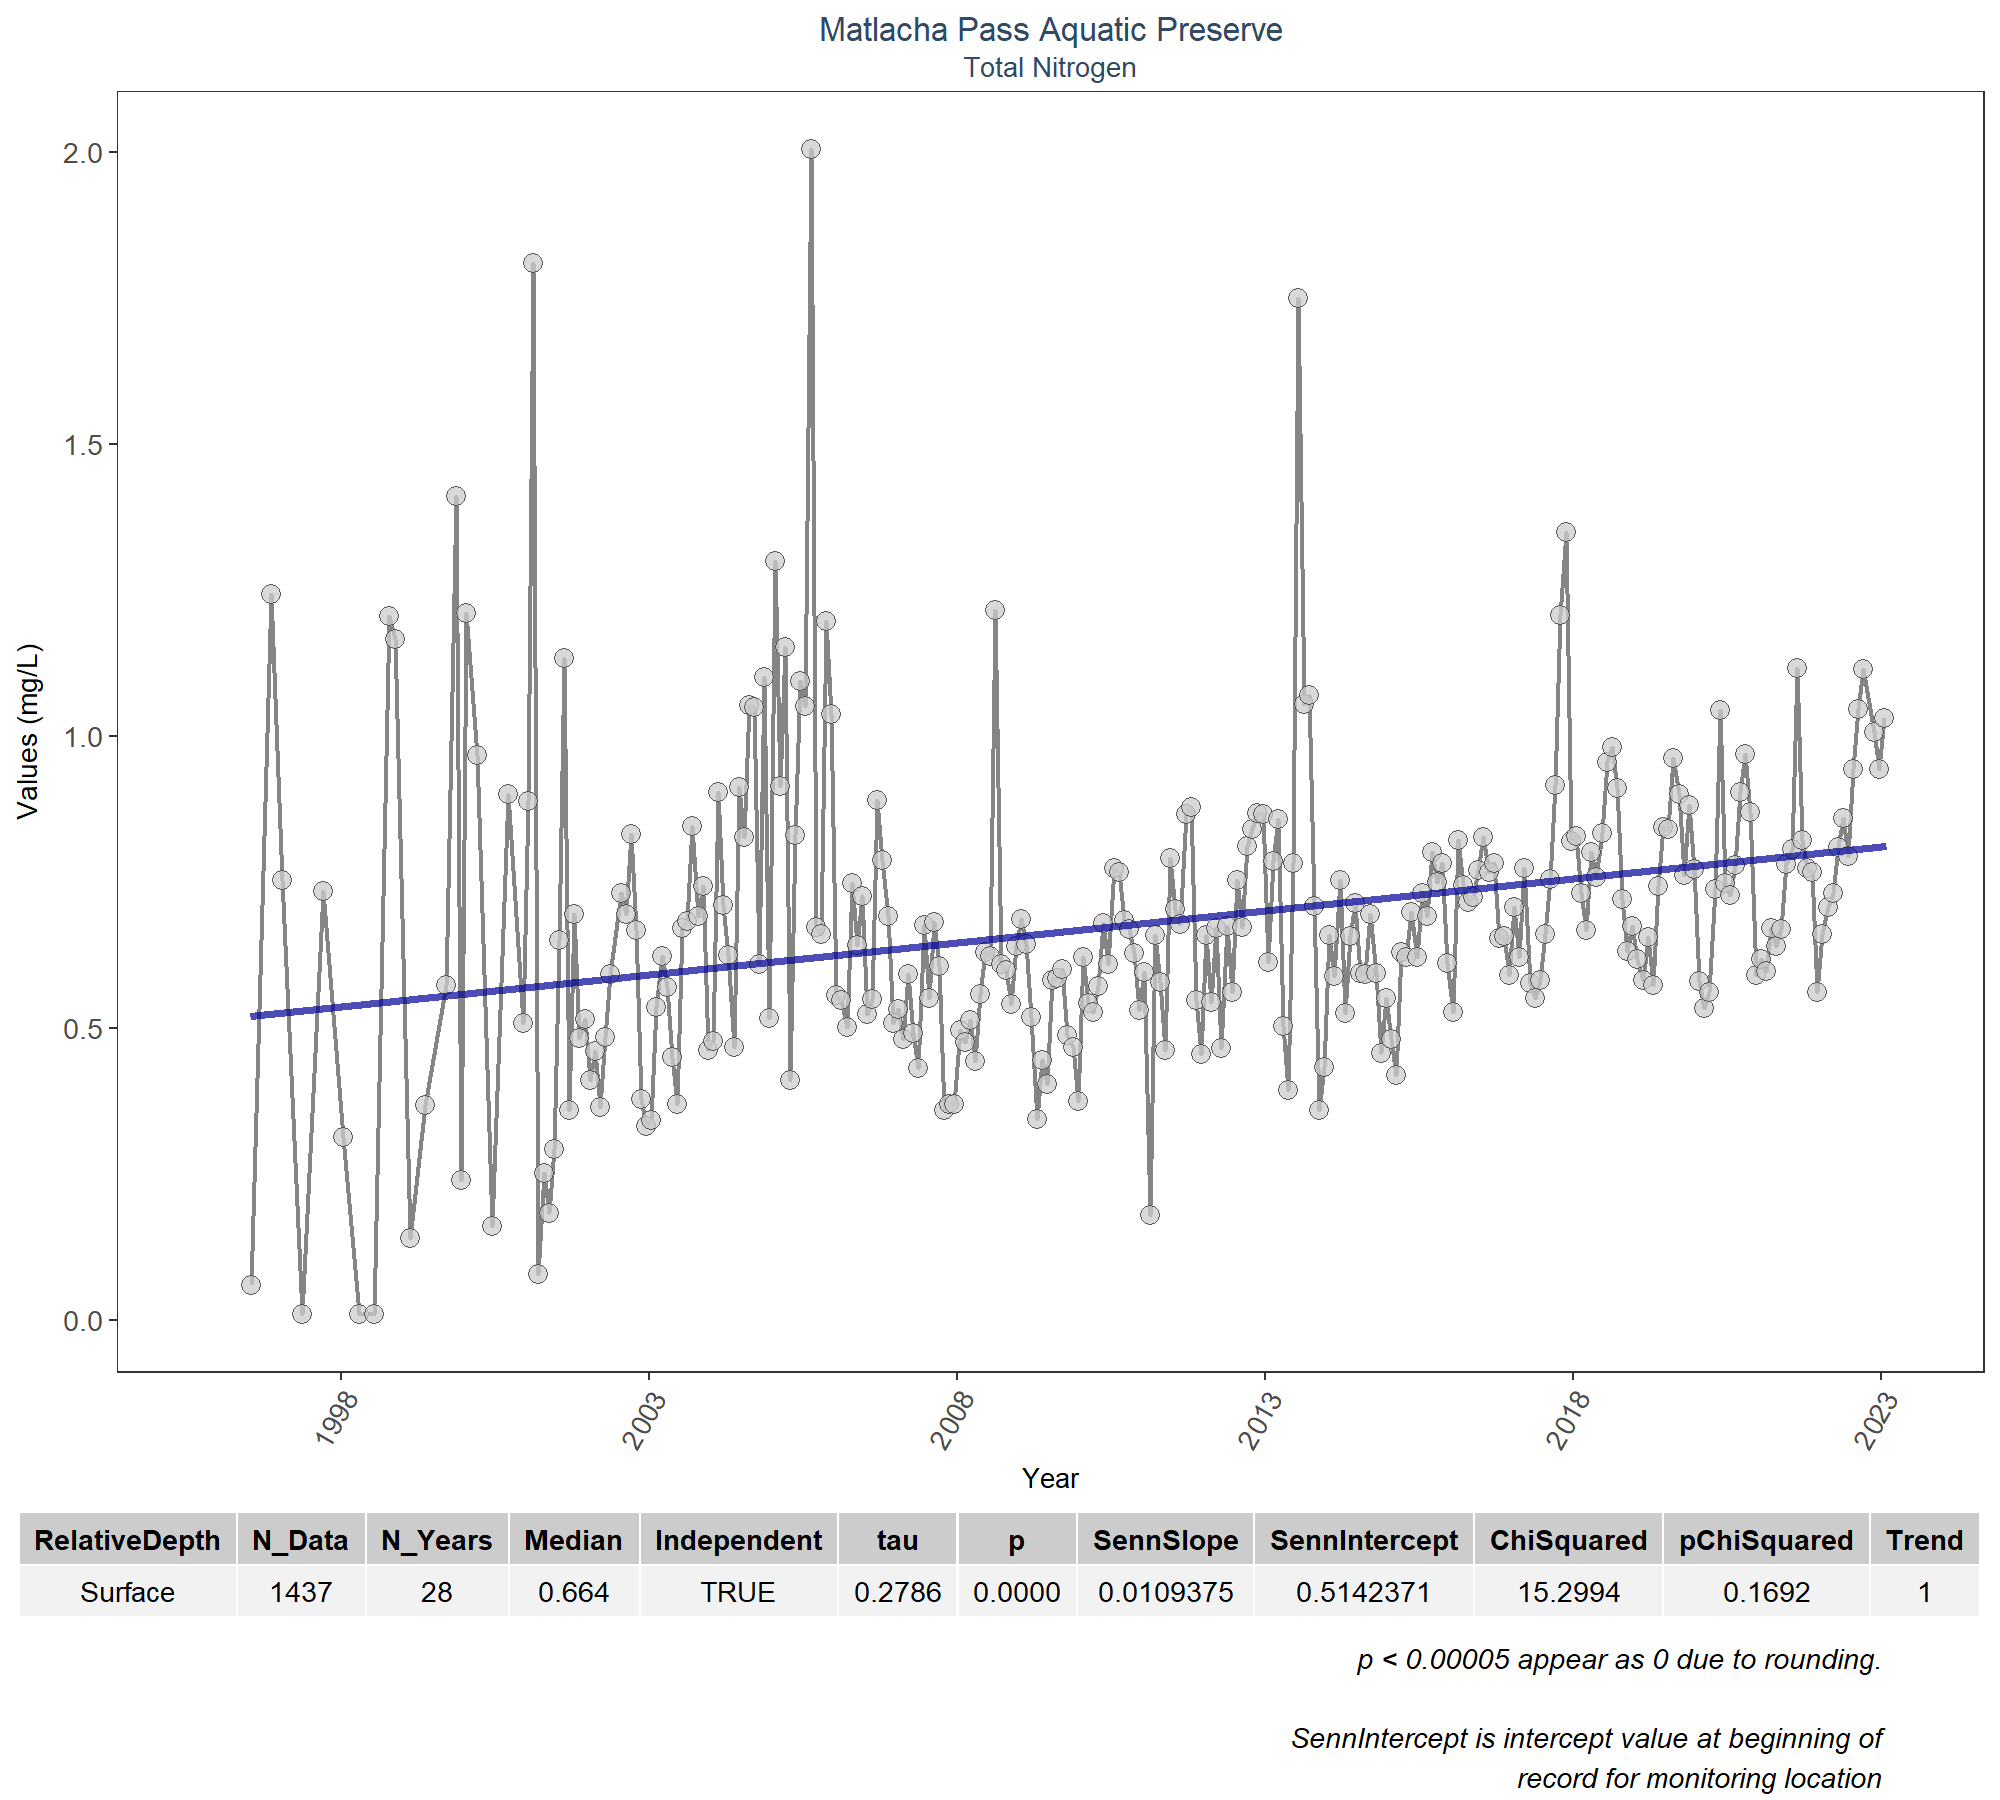 Matlacha Pass Aquatic Preserve
Total Nitrogen
Values (mg/L)
2.0
1.5
1.0
0.5
0.0
1998 2003 2008 2013 2018 2023
Year
RelativeDepth N_Data N_Years Median Independent tau p SennSlope SennIntercept ChiSquared pChiSquared Trend
Surface 1437 28 0.664 TRUE 0.2786 0.0000 0.0109375 0.5142371 15.2994 0.1692 1
p < 0.00005 appear as 0 due to rounding.
SennIntercept is intercept value at beginning of
record for monitoring location